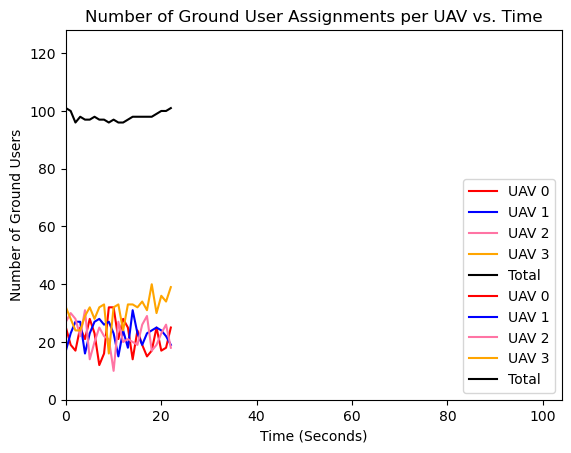 Number of Ground User Assignments per UAV vs. Time
Number of Ground Users
120
100
80
60
40
20
0
0 20 40 60 80 100
Time (Seconds)
UAV 0
UAV 1
UAV 2
UAV 3
Total
UAV 0
UAV 1
UAV 2
UAV 3
Total